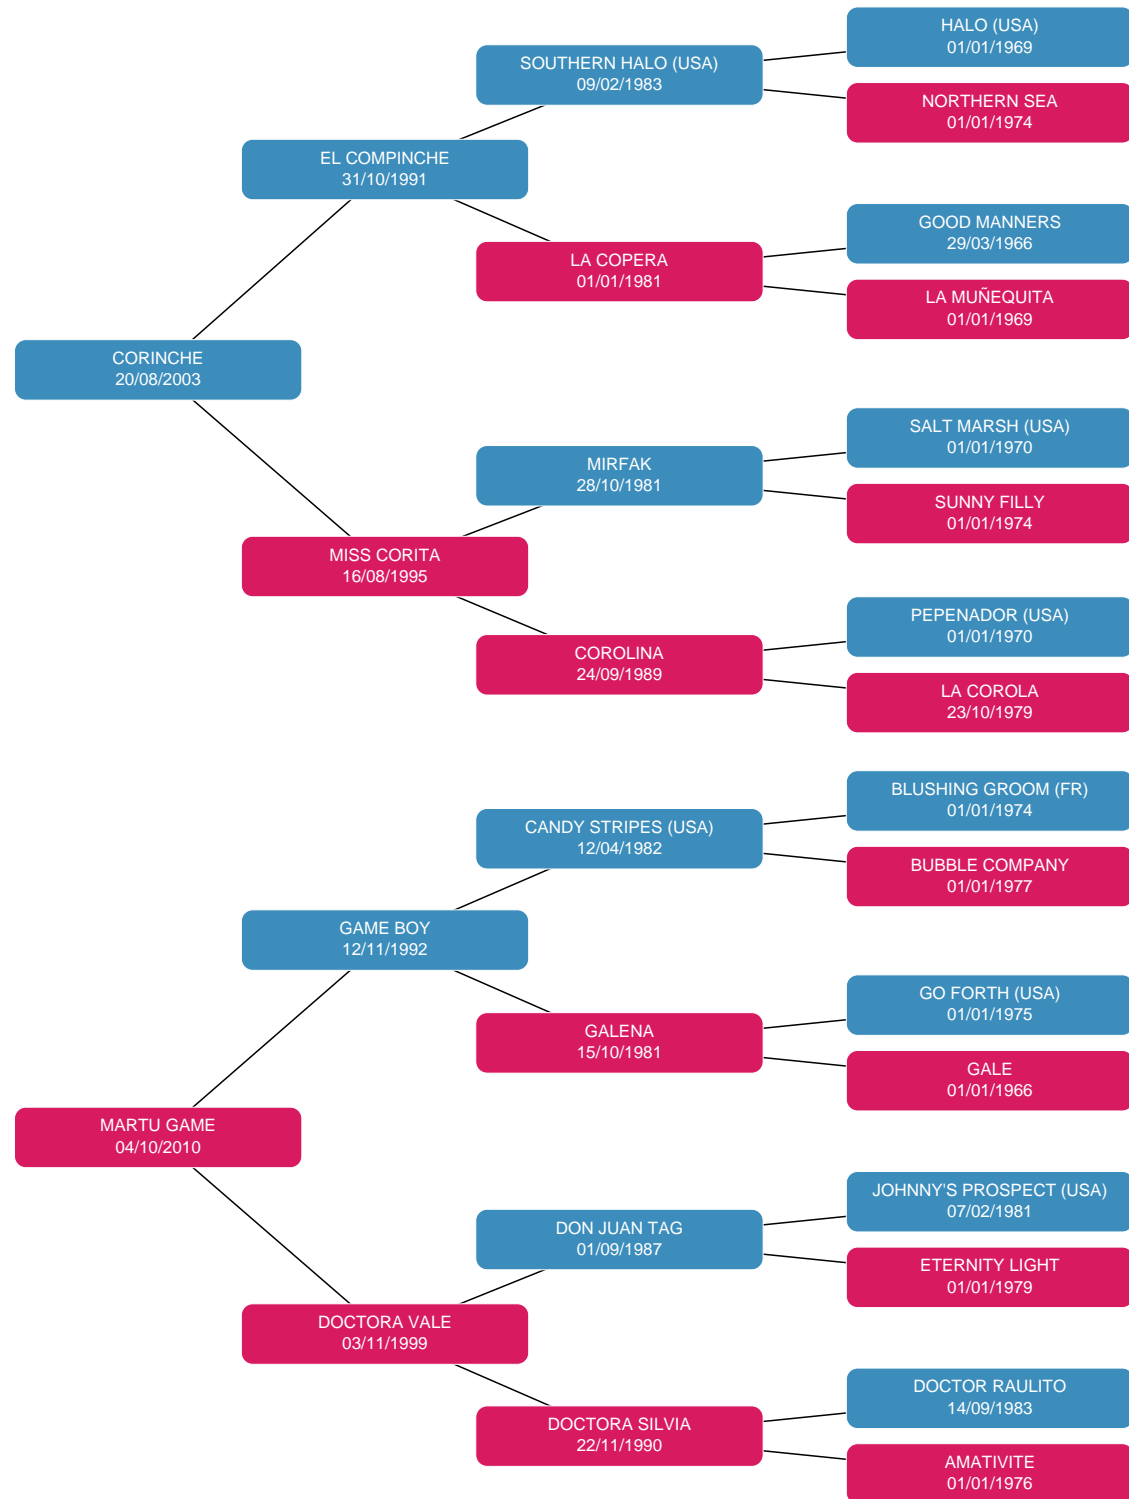 HALO (USA)
01/01/1969
SOUTHERN HALO (USA)
09/02/1983
NORTHERN SEA
01/01/1974
EL COMPINCHE
31/10/1991
GOOD MANNERS
29/03/1966
LA COPERA
01/01/1981
LA MUÑEQUITA
01/01/1969
CORINCHE
20/08/2003
SALT MARSH (USA)
01/01/1970
MIRFAK
28/10/1981
SUNNY FILLY
01/01/1974
MISS CORITA
16/08/1995
PEPENADOR (USA)
01/01/1970
COROLINA
24/09/1989
LA COROLA
23/10/1979
BLUSHING GROOM (FR)
01/01/1974
CANDY STRIPES (USA)
12/04/1982
BUBBLE COMPANY
01/01/1977
GAME BOY
12/11/1992
GO FORTH (USA)
01/01/1975
GALENA
15/10/1981
GALE
01/01/1966
MARTU GAME
04/10/2010
JOHNNY'S PROSPECT (USA)
07/02/1981
DON JUAN TAG
01/09/1987
ETERNITY LIGHT
01/01/1979
DOCTORA VALE
03/11/1999
DOCTOR RAULITO
14/09/1983
DOCTORA SILVIA
22/11/1990
AMATIVITE
01/01/1976